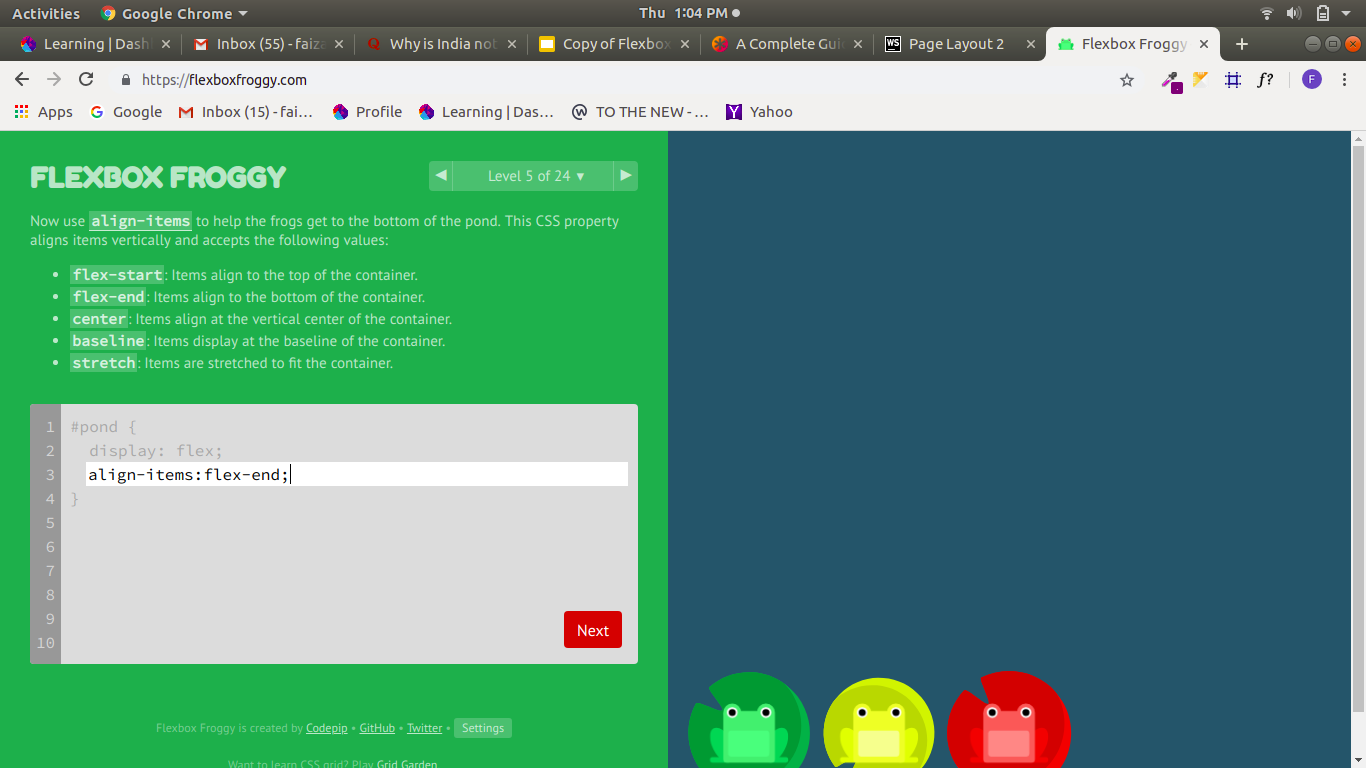 Activities
Google Chrome
Thu 1:04 PM
Learning | Dash
Inbox (55) - faiza
Why is India not
Copy of Flexbox
A Complete Guid
WS Page Layout 2
Flexbox Froggy
https://flexboxfroggy.com
f?
F
Apps
Google
Inbox (15) - fai...
Profile
Learning | Das...
TO THE NEW - ...
Yahoo
FLEXBOX FROGGY
Level 5 of 24
Now use align-items to help the frogs get to the bottom of the pond. This CSS property
aligns items vertically and accepts the following values:
flex-start: Items align to the top of the container.
flex-end: Items align to the bottom of the container.
center: Items align at the vertical center of the container.
baseline: Items display at the baseline of the container.
stretch: Items are stretched to fit the container.
1 #pond {
2 display: flex;
3 align-items:flex-end;
4 }
5
6
7
8
9
10
Next
Flexbox Froggy is created by Codepip • GitHub • Twitter • Settings
Want to learn CSS grid? Play Grid Garden.